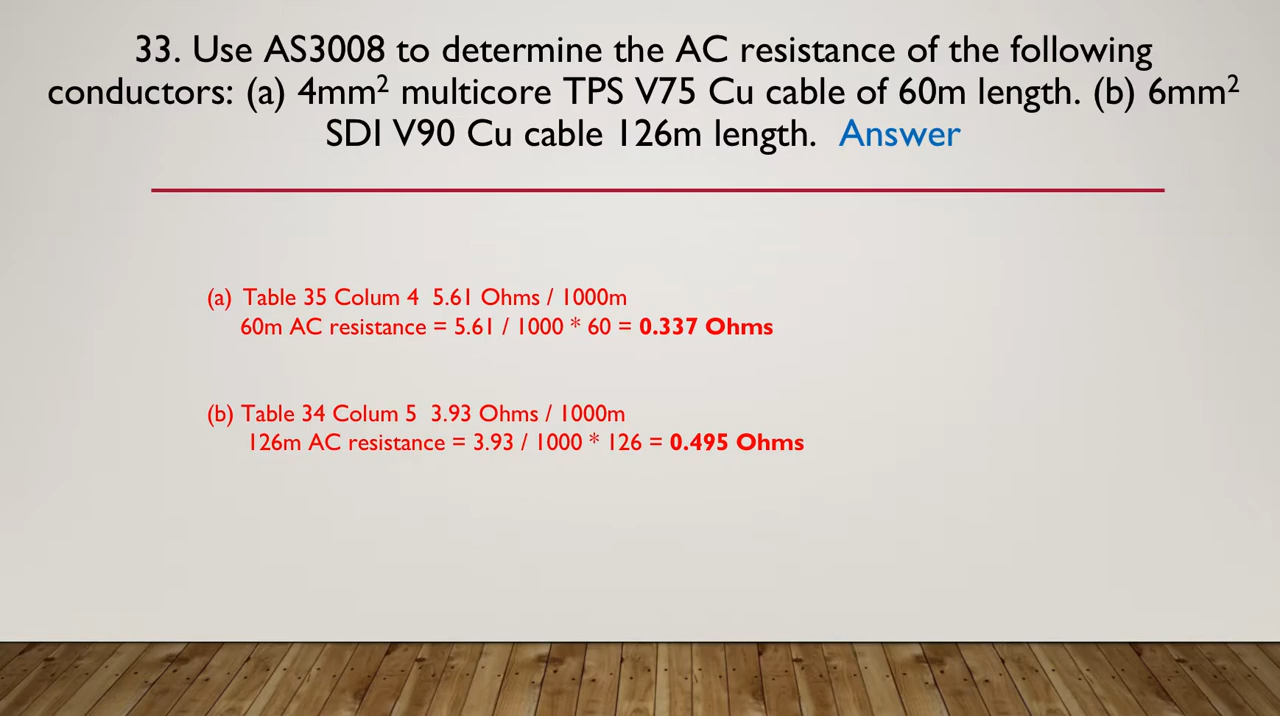 33. Use AS3008 to determine the AC resistance of the following
conductors: (a) 4mm² multicore TPS V75 Cu cable of 60m length. (b) 6mm²
SDI V90 Cu cable 126m length. Answer
(a) Table 35 Colum 4 5.61 Ohms / 1000m
60m AC resistance = 5.61 / 1000 * 60 = 0.337 Ohms
(b) Table 34 Colum 5 3.93 Ohms / 1000m
126m AC resistance = 3.93 / 1000 * 126 = 0.495 Ohms